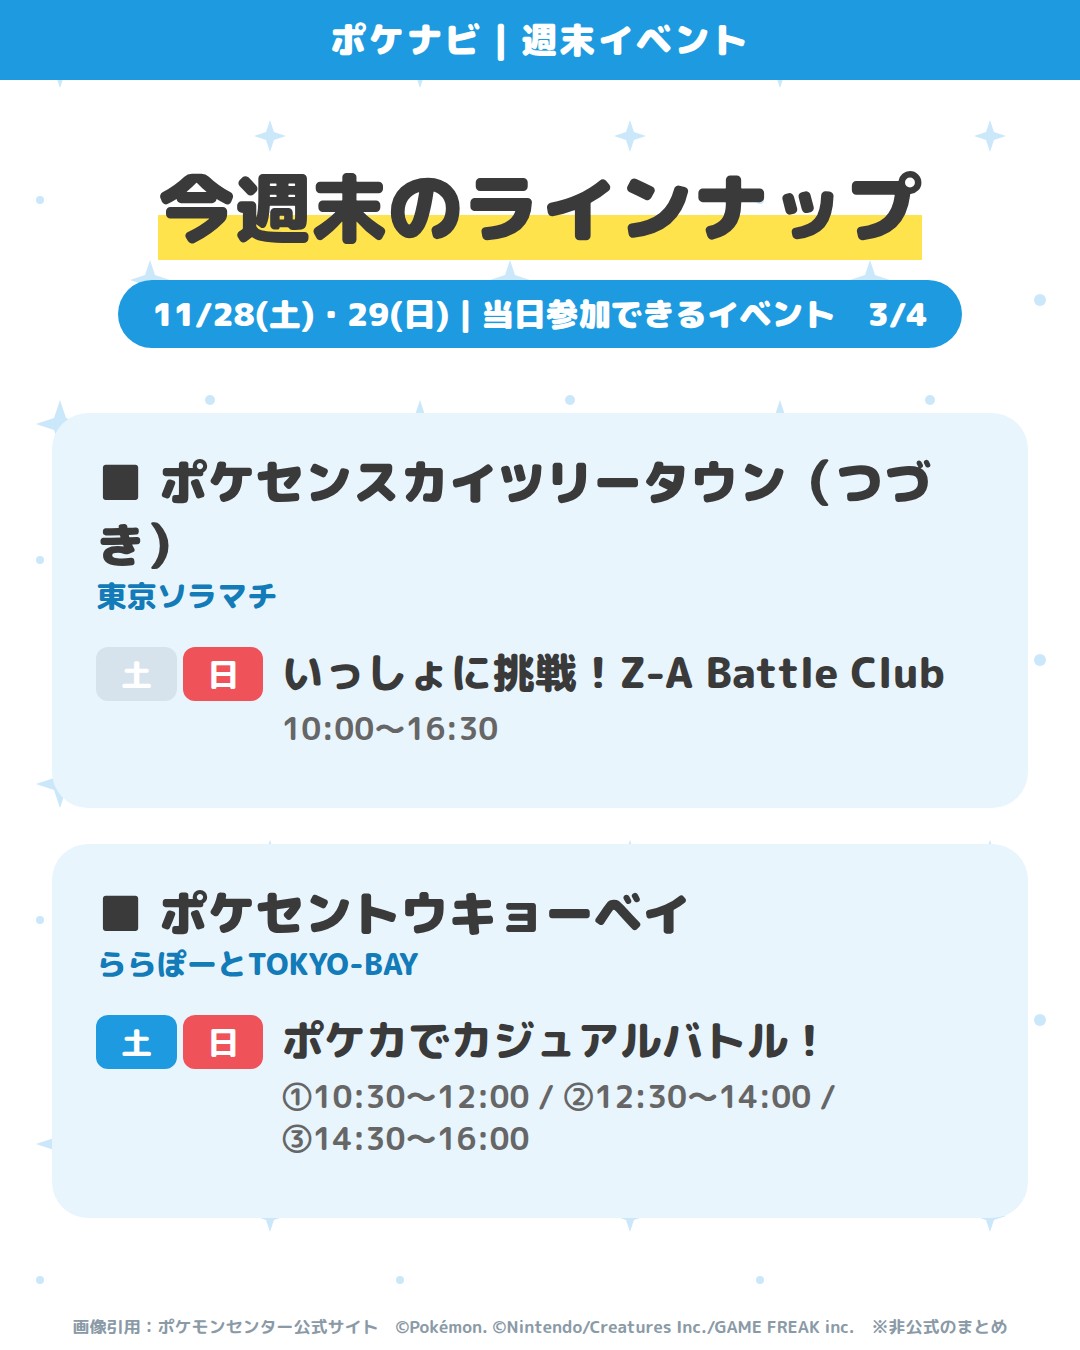 ポケナビ | 週末イベント
今週末のラインナップ
11/28(土)・29(日) | 当日参加できるイベント　3/4
■ ポケセンスカイツリータウン（つづ
き）
東京ソラマチ
土 日 いっしょに挑戦！Z-A Battle Club
10:00〜16:30
■ ポケセントウキョーベイ
ららぽーとTOKYO-BAY
土 日 ポケカでカジュアルバトル！
①10:30〜12:00 / ②12:30〜14:00 /
③14:30〜16:00
画像引用：ポケモンセンター公式サイト　©Pokémon. ©Nintendo/Creatures Inc./GAME FREAK inc.　※非公式のまとめ